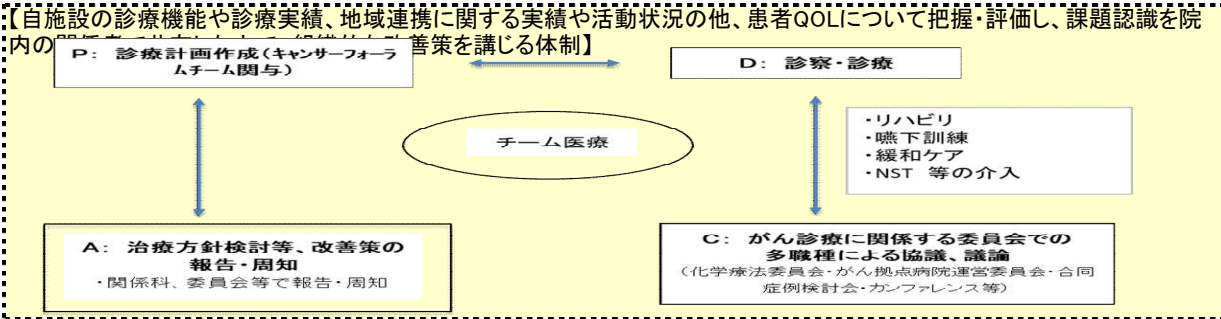 【自施設の診療機能や診療実績、地域連携に関する実績や活動状況の他、患者QOLについて把握・評価し、課題認識を院
内の
善策を講じる体制】
P: 診療計画作成(キャンサーフォーラ
ムチーム関与)
D: 診察・診療
・リハビリ
・嚥下訓練
・緩和ケア
・NST 等の介入
チーム医療
A: 治療方針検討等、改善策の
報告・周知
・関係科、委員会等で報告・周知
C: がん診療に関係する委員会での
多職種による協議、議論
(化学療法委員会・がん拠点病院運営委員会・合同
症例検討会・カンファレンス等)